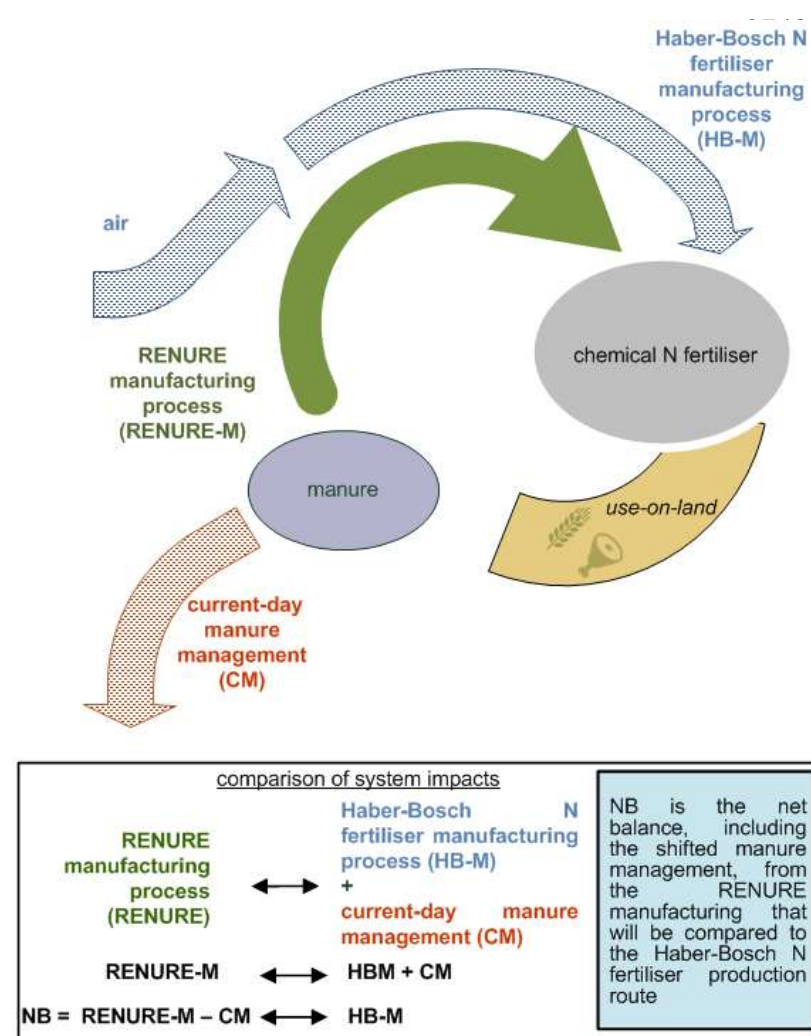 Haber-Bosch N
fertiliser
manufacturing
process
(HB-M)
air
chemical N fertiliser
RENURE
manufacturing
process
(RENURE-M)
manure
use-on-land
current-day
manure
management
(CM)
comparison of system impacts
RENURE
manufacturing
process
(RENURE)
Haber-Bosch N
fertiliser manufacturing
process (HB-M)
+
current-day manure
management (CM)
RENURE-M
HBM + CM
NB = RENURE-M – CM
HB-M
NB is the net
balance, including
the shifted manure
management, from
the RENURE
manufacturing that
will be compared to
the Haber-Bosch N
fertiliser production
route